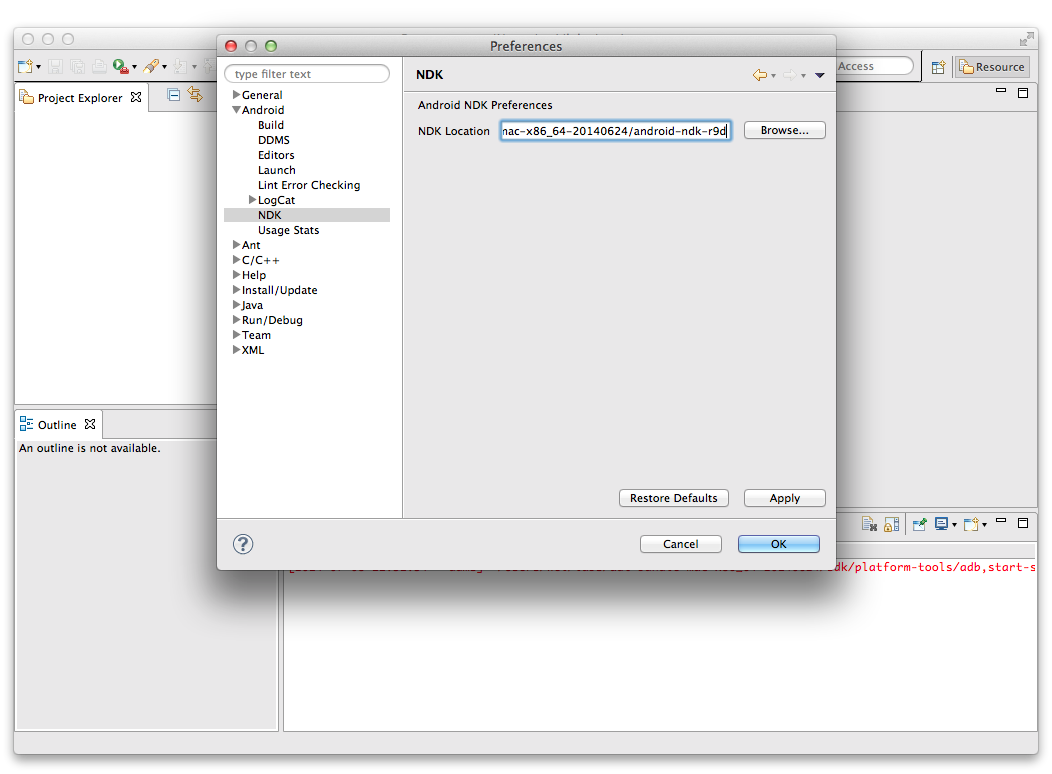 Preferences
Access
Resource
Project Explorer
type filter text
General
Android
Build
DDMS
Editors
Launch
Lint Error Checking
LogCat
NDK
Usage Stats
Ant
C/C++
Help
Install/Update
Java
Run/Debug
Team
XML
NDK
Android NDK Preferences
NDK Location
mac-x86_64-20140624/android-ndk-r9d
Browse...
Restore Defaults
Apply
Cancel
OK
Outline
An outline is not available.
dk/platform-tools/adb,start-s